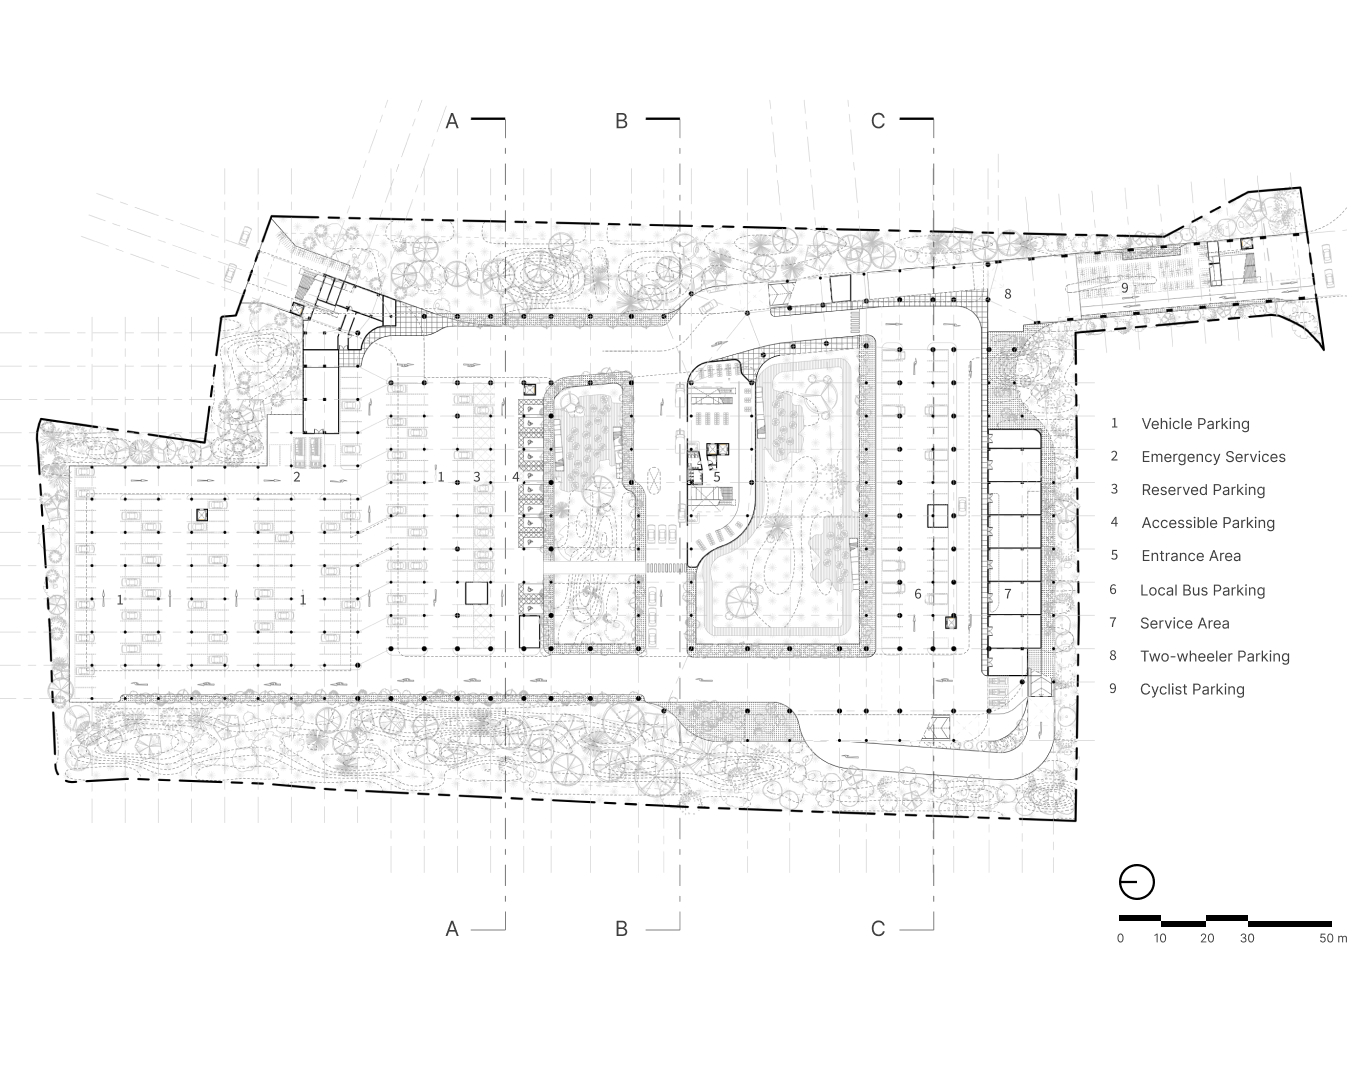 A B C
8
9
1 Vehicle Parking
2 Emergency Services
3 Reserved Parking
4 Accessible Parking
5 Entrance Area
6 Local Bus Parking
7 Service Area
8 Two-wheeler Parking
9 Cyclist Parking
2 1 3 4 5
1 1 6 7
A B C
0 10 20 30 50 m